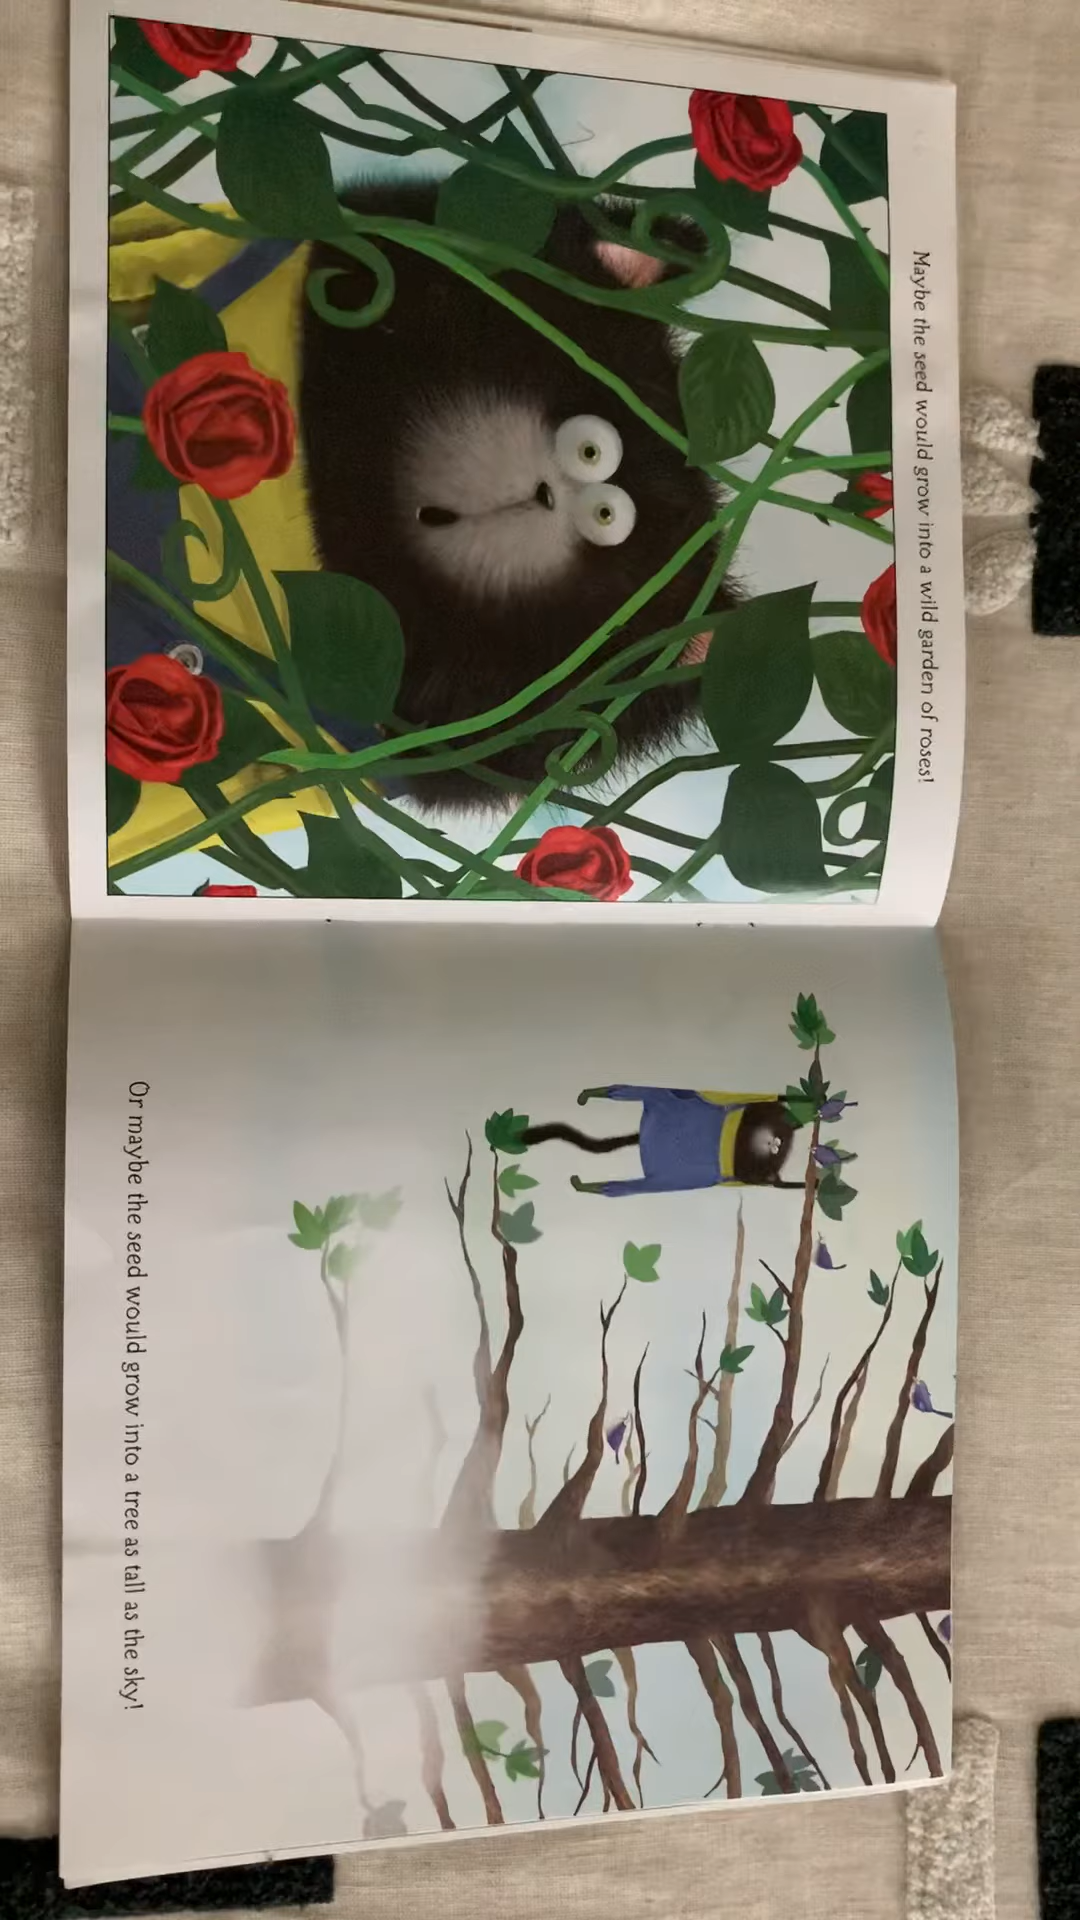 Maybe the seed would grow into a wild garden of roses!
Or maybe the seed would grow into a tree as tall as the sky!